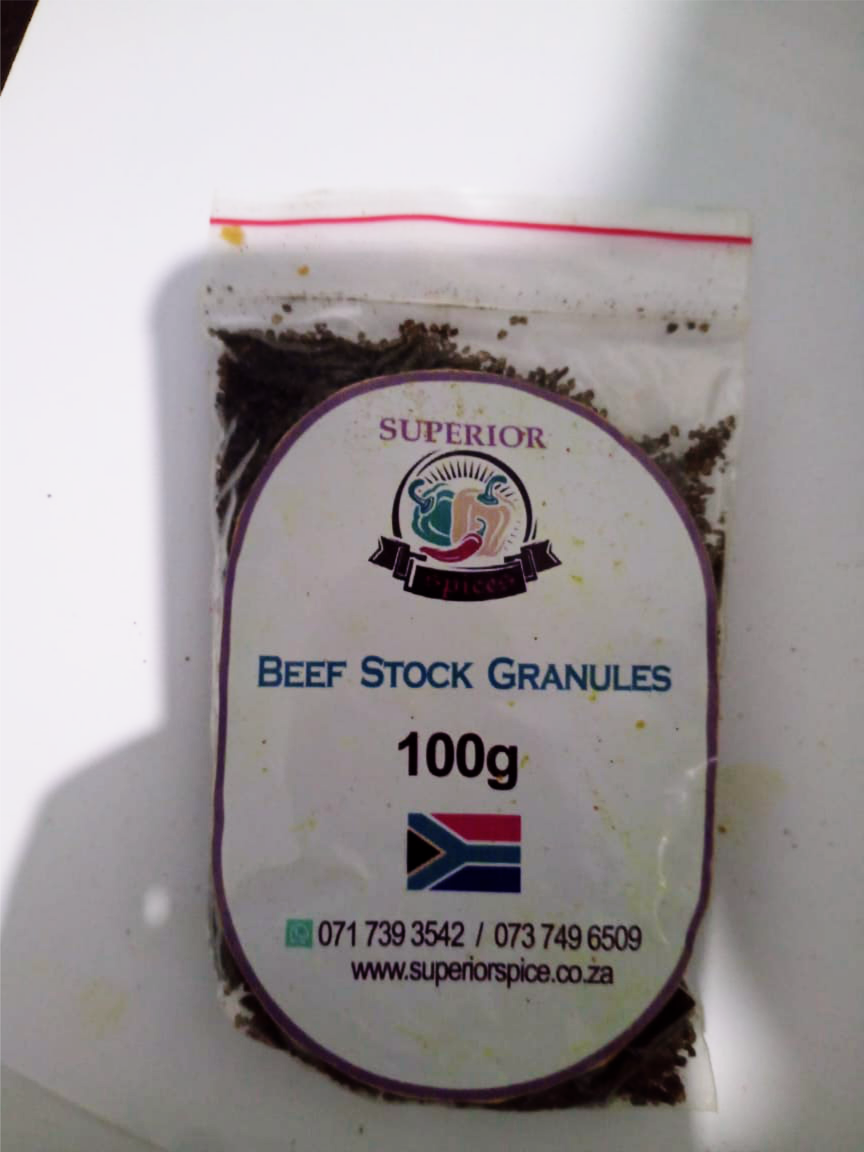 SUPERIOR
Spices
BEEF STOCK GRANULES
100g
071 739 3542 / 073 749 6509
www.superiorspice.co.za